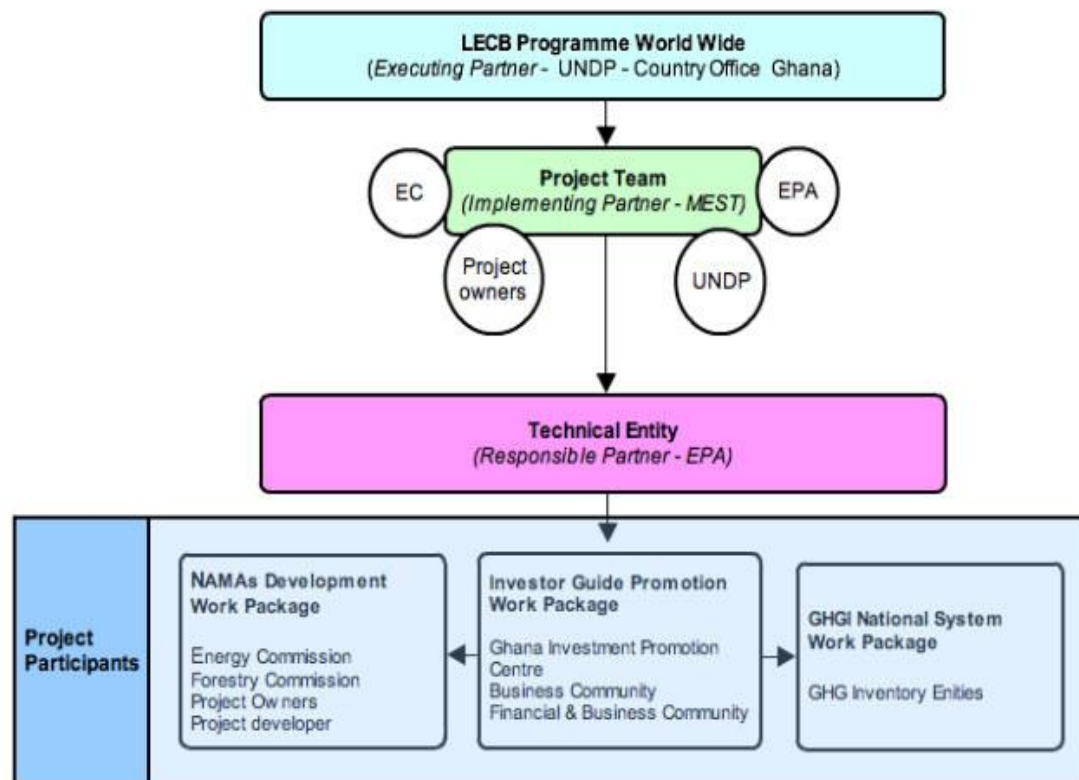 LECB Programme World Wide
(Executing Partner - UNDP - Country Office Ghana)
EC
Project Team
(Implementing Partner - MEST)
EPA
Project
owners
UNDP
Technical Entity
(Responsible Partner - EPA)
Project
Participants
NAMAs Development
Work Package
Energy Commission
Forestry Commission
Project Owners
Project developer
Investor Guide Promotion
Work Package
Ghana Investment Promotion
Centre
Business Community
Financial & Business Community
GHGI National System
Work Package
GHG Inventory Enities